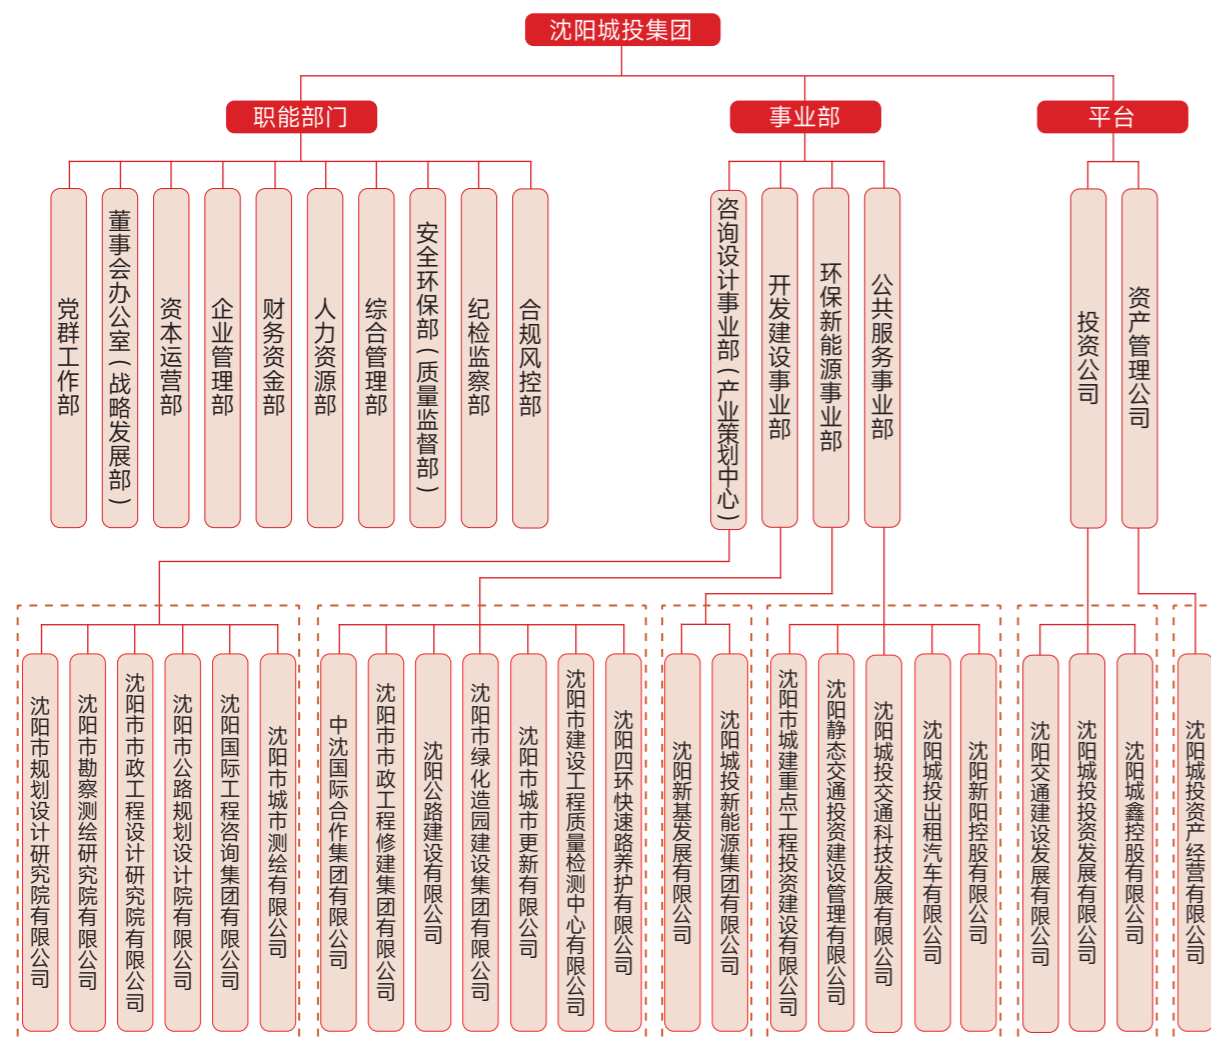 沈阳城投集团
职能部门
事业部
平台
党群工作部
董事会办公室(战略发展部)
资本运营部
企业管理部
财务资金部
人力资源部
综合管理部
安全环保部(质量监督部)
纪检监察部
合规风控部
咨询设计事业部(产业策划中心)
开发建设事业部
环保新能源事业部
公共服务事业部
投资公司
资产管理公司
沈阳市规划设计研究院有限公司
沈阳市勘察测绘研究院有限公司
沈阳市市政工程设计研究院有限公司
沈阳市公路规划设计院有限公司
沈阳国际工程咨询集团有限公司
沈阳市城市测绘有限公司
中沈国际合作集团有限公司
沈阳市市政工程修建集团有限公司
沈阳公路建设有限公司
沈阳市绿化造园建设集团有限公司
沈阳市城市更新有限公司
沈阳市建设工程质量检测中心有限公司
沈阳四环快速路养护有限公司
沈阳新基发展有限公司
沈阳城投新能源集团有限公司
沈阳市城建重点工程投资建设有限公司
沈阳静态交通投资建设管理有限公司
沈阳城投交通科技发展有限公司
沈阳城投出租汽车有限公司
沈阳新阳控股有限公司
沈阳交通建设发展有限公司
沈阳城投投资发展有限公司
沈阳城鑫控股有限公司
沈阳城投资产经营有限公司